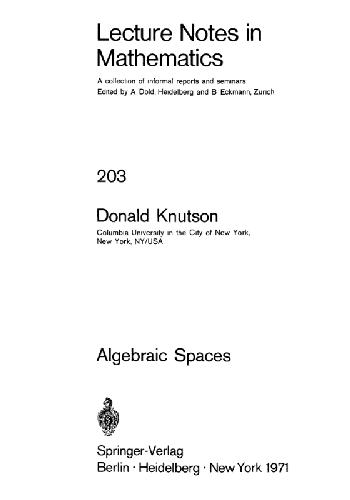 Lecture Notes in
Mathematics
A collection of informal reports and seminars
Edited by A. Dold, Heidelberg and B. Eckmann, Zürich
203
Donald Knutson
Columbia University in the City of New York,
New York, NY/USA
Algebraic Spaces
Springer-Verlag
Berlin · Heidelberg · New York 1971